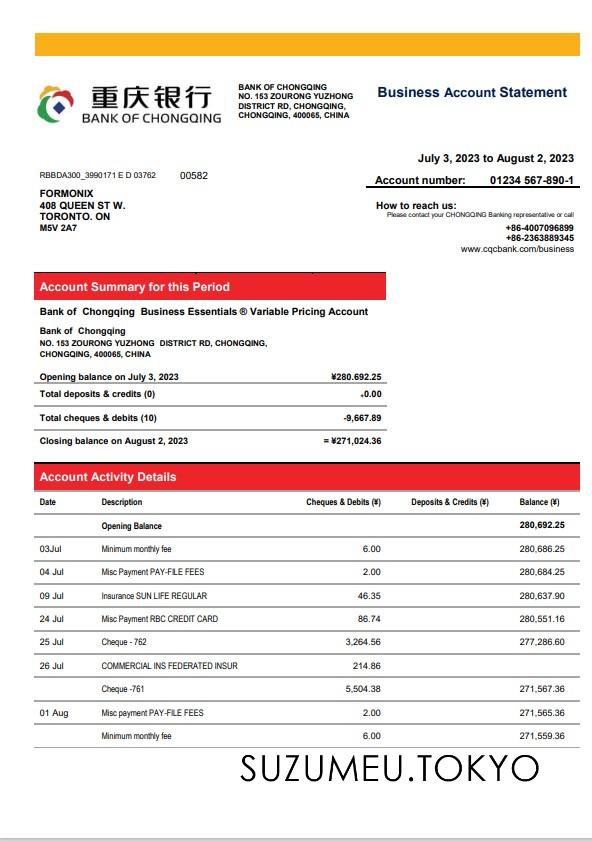 重庆银行
BANK OF CHONGQING
BANK OF CHONGQING
NO. 153 ZOURONG YUZHONG
DISTRICT RD, CHONGQING,
CHONGQING, 400065, CHINA
Business Account Statement
July 3, 2023 to August 2, 2023
Account number: 01234 567-890-1
RBBDA300_3990171 E D 03762 00582
FORMONIX
408 QUEEN ST W.
TORONTO. ON
M5V 2A7
How to reach us:
Please contact your CHONGQING Banking representative or call
+86-4007096899
+86-2363889345
www.cqcbank.com/business
Account Summary for this Period
Bank of Chongqing Business Essentials ® Variable Pricing Account
Bank of Chongqing
NO. 153 ZOURONG YUZHONG DISTRICT RD, CHONGQING,
CHONGQING, 400065, CHINA
Opening balance on July 3, 2023 ¥280.692.25
Total deposits & credits (0) +0.00
Total cheques & debits (10) -9,667.89
Closing balance on August 2, 2023 = ¥271,024.36
Account Activity Details
Date Description Cheques & Debits (¥) Deposits & Credits (¥) Balance (¥)
Opening Balance 280,692.25
03Jul Minimum monthly fee 6.00 280,686.25
04 Jul Misc Payment PAY-FILE FEES 2.00 280,684.25
09 Jul Insurance SUN LIFE REGULAR 46.35 280,637.90
24 Jul Misc Payment RBC CREDIT CARD 86.74 280,551.16
25 Jul Cheque - 762 3,264.56 277,286.60
26 Jul COMMERCIAL INS FEDERATED INSUR 214.86
Cheque -761 5,504.38 271,567.36
01 Aug Misc payment PAY-FILE FEES 2.00 271,565.36
Minimum monthly fee 6.00 271,559.36
SUZUMEU.TOKYO